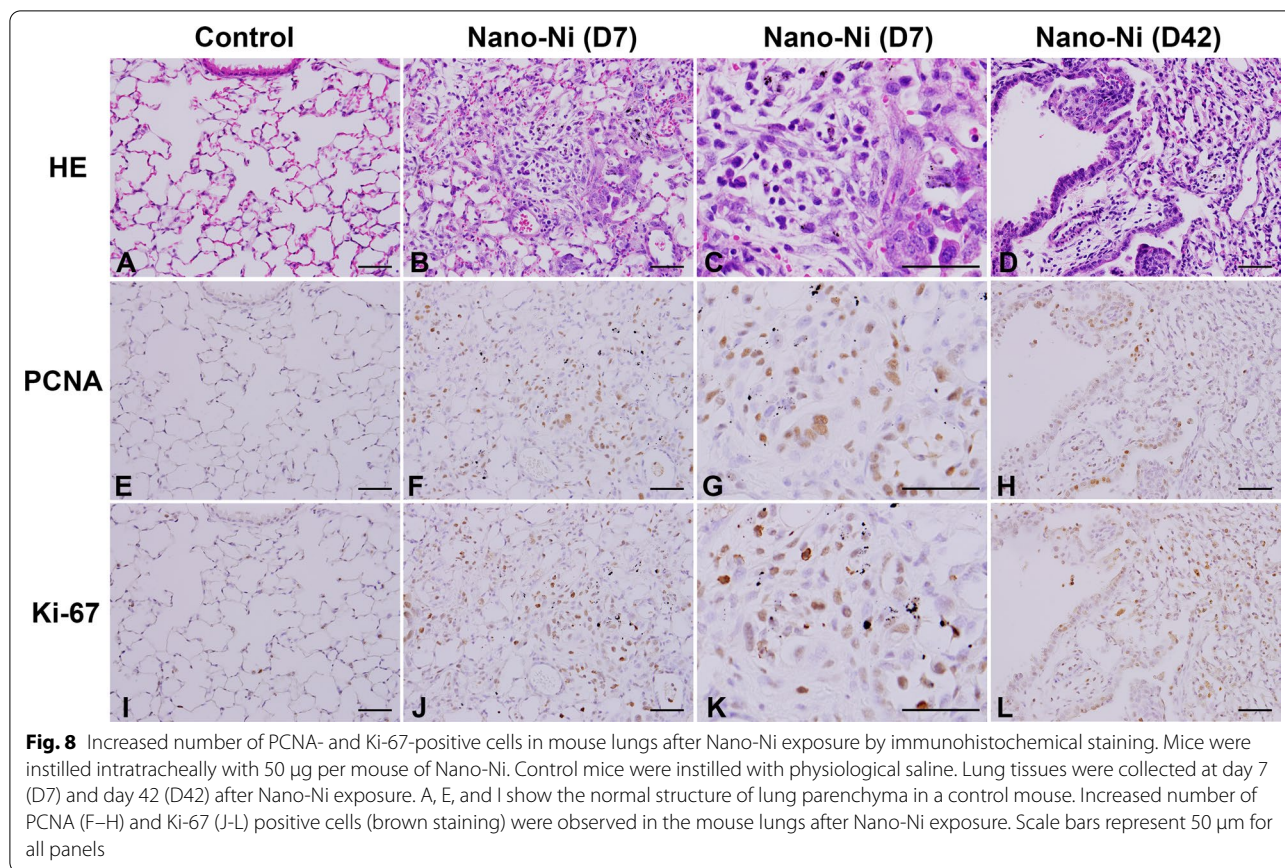 Control Nano-Ni (D7) Nano-Ni (D7) Nano-Ni (D42)
HE
A B C D
PCNA
E F G H
Ki-67
I J K L
Fig. 8 Increased number of PCNA- and Ki-67-positive cells in mouse lungs after Nano-Ni exposure by immunohistochemical staining. Mice were
instilled intratracheally with 50 μg per mouse of Nano-Ni. Control mice were instilled with physiological saline. Lung tissues were collected at day 7
(D7) and day 42 (D42) after Nano-Ni exposure. A, E, and I show the normal structure of lung parenchyma in a control mouse. Increased number of
PCNA (F–H) and Ki-67 (J-L) positive cells (brown staining) were observed in the mouse lungs after Nano-Ni exposure. Scale bars represent 50 μm for
all panels